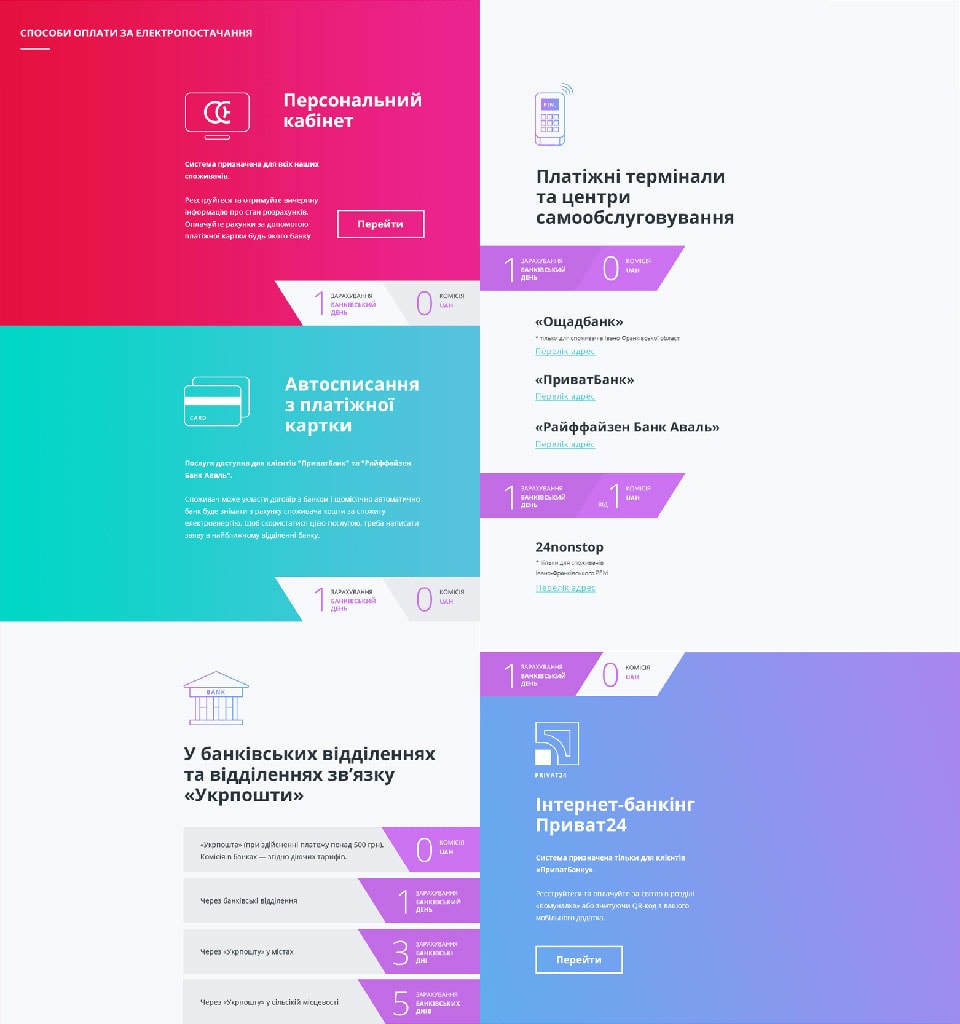 СПОСОБИ ОПЛАТИ ЗА ЕЛЕКТРОПОСТАЧАННЯ
Персональний
кабінет
Система призначена для всіх наших
споживачів.
Реєструйтеся та отримуйте вичерпну
інформацію про стан розрахунків.
Оплачуйте рахунки за допомогою
платіжної картки будь якого банку
Перейти
1 ЗАРАХУВАННЯ
БАНКІВСЬКИЙ
ДЕНЬ
0 КОМІСІЯ
UAH
CARD
Автосписання
з платіжної
картки
Послуга доступна для клієнтів "ПриватБанк" та "Райффайзен
Банк Аваль".
Споживач може укласти договір з банком і щомісячно автоматично
банк буде знімати з рахунку споживача кошти за спожиту
електроенергію. Щоб скористатися цією послугою, треба написати
заяву в найближчому відділенні банку.
1 ЗАРАХУВАННЯ
БАНКІВСЬКИЙ
ДЕНЬ
0 КОМІСІЯ
UAH
BANK
У банківських відділеннях
та відділеннях зв’язку
«Укрпошти»
«Укрпошта» (при здійсненні платежу понад 500 грн).
Комісія в банках — згідно діючих тарифів.
0 КОМІСІЯ
UAH
Через банківські відділення
1 ЗАРАХУВАННЯ
БАНКІВСЬКИЙ
ДЕНЬ
Через «Укрпошту» у містах
3 ЗАРАХУВАННЯ
БАНКІВСЬКІ
ДНІ
Через «Укрпошту» у сільскій місцевості
5 ЗАРАХУВАННЯ
БАНКІВСЬКИХ
ДНІВ
Платіжні термінали
та центри
самообслуговування
1 ЗАРАХУВАННЯ
БАНКІВСЬКИЙ
ДЕНЬ
0 КОМІСІЯ
UAH
«Ощадбанк»
* тільки для споживачів Івано-Франківської област
Перелік адрес
«ПриватБанк»
Перелік адрес
«Райффайзен Банк Аваль»
Перелік адрес
1 ЗАРАХУВАННЯ
БАНКІВСЬКИЙ
ДЕНЬ
від 1 КОМІСІЯ
UAH
24nonstop
* тільки для споживачів
Івано-Франківського РЕМ
Перелік адрес
1 ЗАРАХУВАННЯ
БАНКІВСЬКИЙ
ДЕНЬ
0 КОМІСІЯ
UAH
PRIVAT24
Інтернет-банкінг
Приват24
Система призначена тільки для клієнтів
«ПриватБанку».
Реєструйтеся та оплачуйте за світло в розділі
«Комуналка» або зчитуючи QR-код з вашого
мобільного додатка.
Перейти